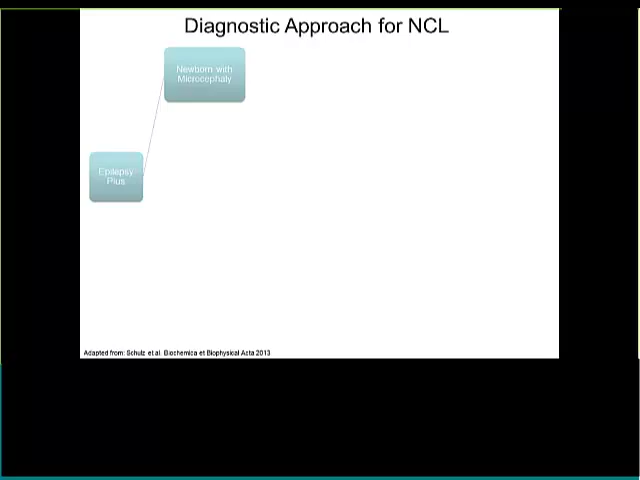 Diagnostic Approach for NCL
Newborn with
Microcephaly
Epilepsy
Plus
Adapted from: Schulz et al. Biochemica et Biophysical Acta 2013